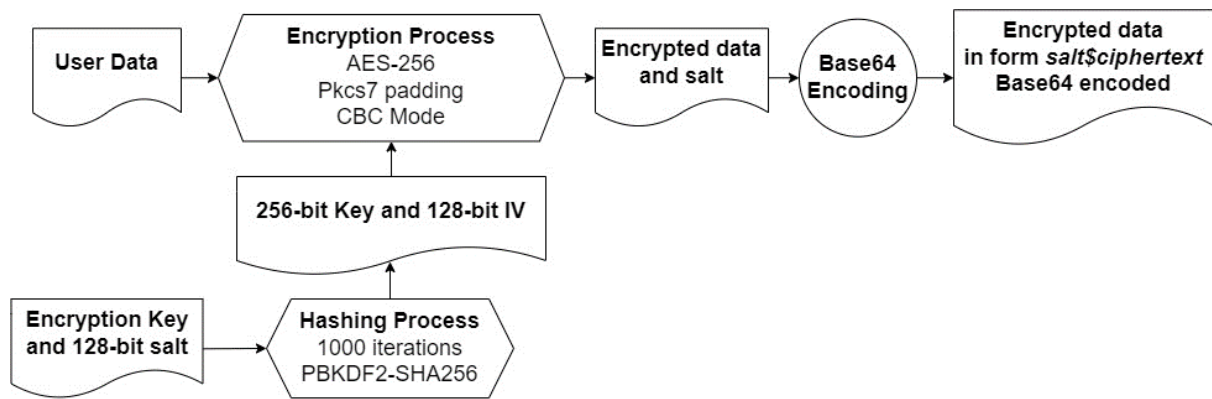 User Data
Encryption Process
AES-256
Pkcs7 padding
CBC Mode
Encrypted data
and salt
Base64
Encoding
Encrypted data
in form salt$ciphertext
Base64 encoded
256-bit Key and 128-bit IV
Encryption Key
and 128-bit salt
Hashing Process
1000 iterations
PBKDF2-SHA256